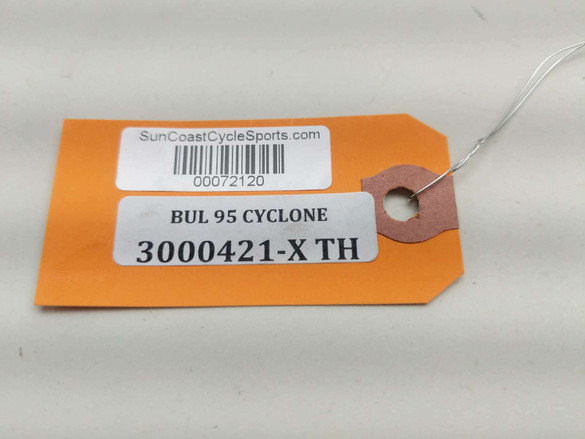 SunCoastCycleSports.com
00072120
BUL 95 CYCLONE
3000421-X TH